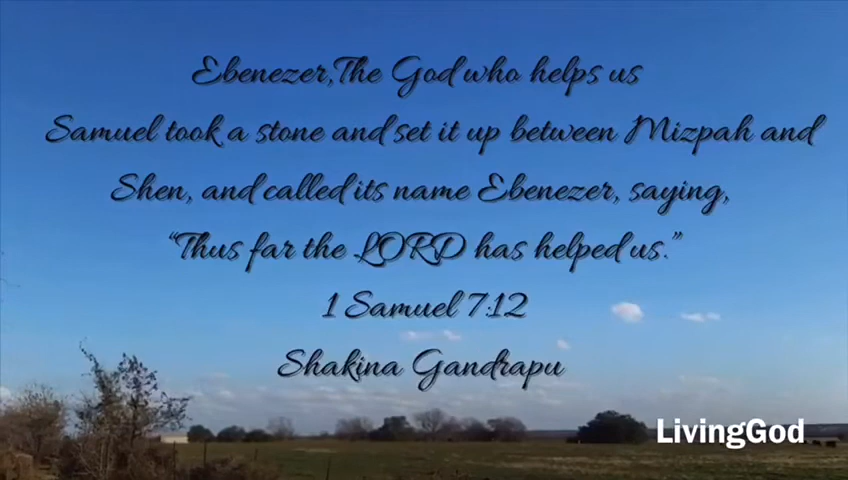 Ebenezer,The God who helps us
Samuel took a stone and set it up between Mizpah and
Shen, and called its name Ebenezer, saying,
“Thus far the LORD has helped us.”
1 Samuel 7:12
Shakina Gandrapu
LivingGod